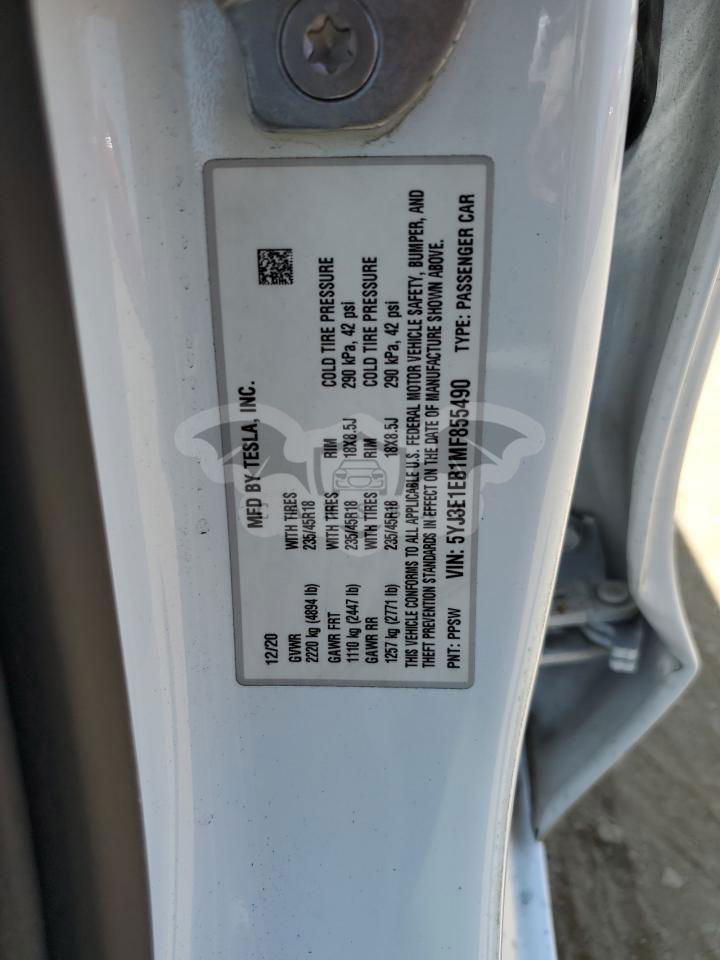 MFD BY TESLA, INC.
12/20
GVWR WITH TIRES
2220 kg (4894 lb) 235/45R18
GAWR FRT WITH TIRES RIM COLD TIRE PRESSURE
1110 kg (2447 lb) 235/45R18 18X8.5J 290 kPa, 42 psi
GAWR RR WITH TIRES RIM COLD TIRE PRESSURE
1257 kg (2771 lb) 235/45R18 18X8.5J 290 kPa, 42 psi
THIS VEHICLE CONFORMS TO ALL APPLICABLE U.S. FEDERAL MOTOR VEHICLE SAFETY, BUMPER, AND
THEFT PREVENTION STANDARDS IN EFFECT ON THE DATE OF MANUFACTURE SHOWN ABOVE.
PNT: PPSW VIN: 5YJ3E1EB1MF855490 TYPE: PASSENGER CAR